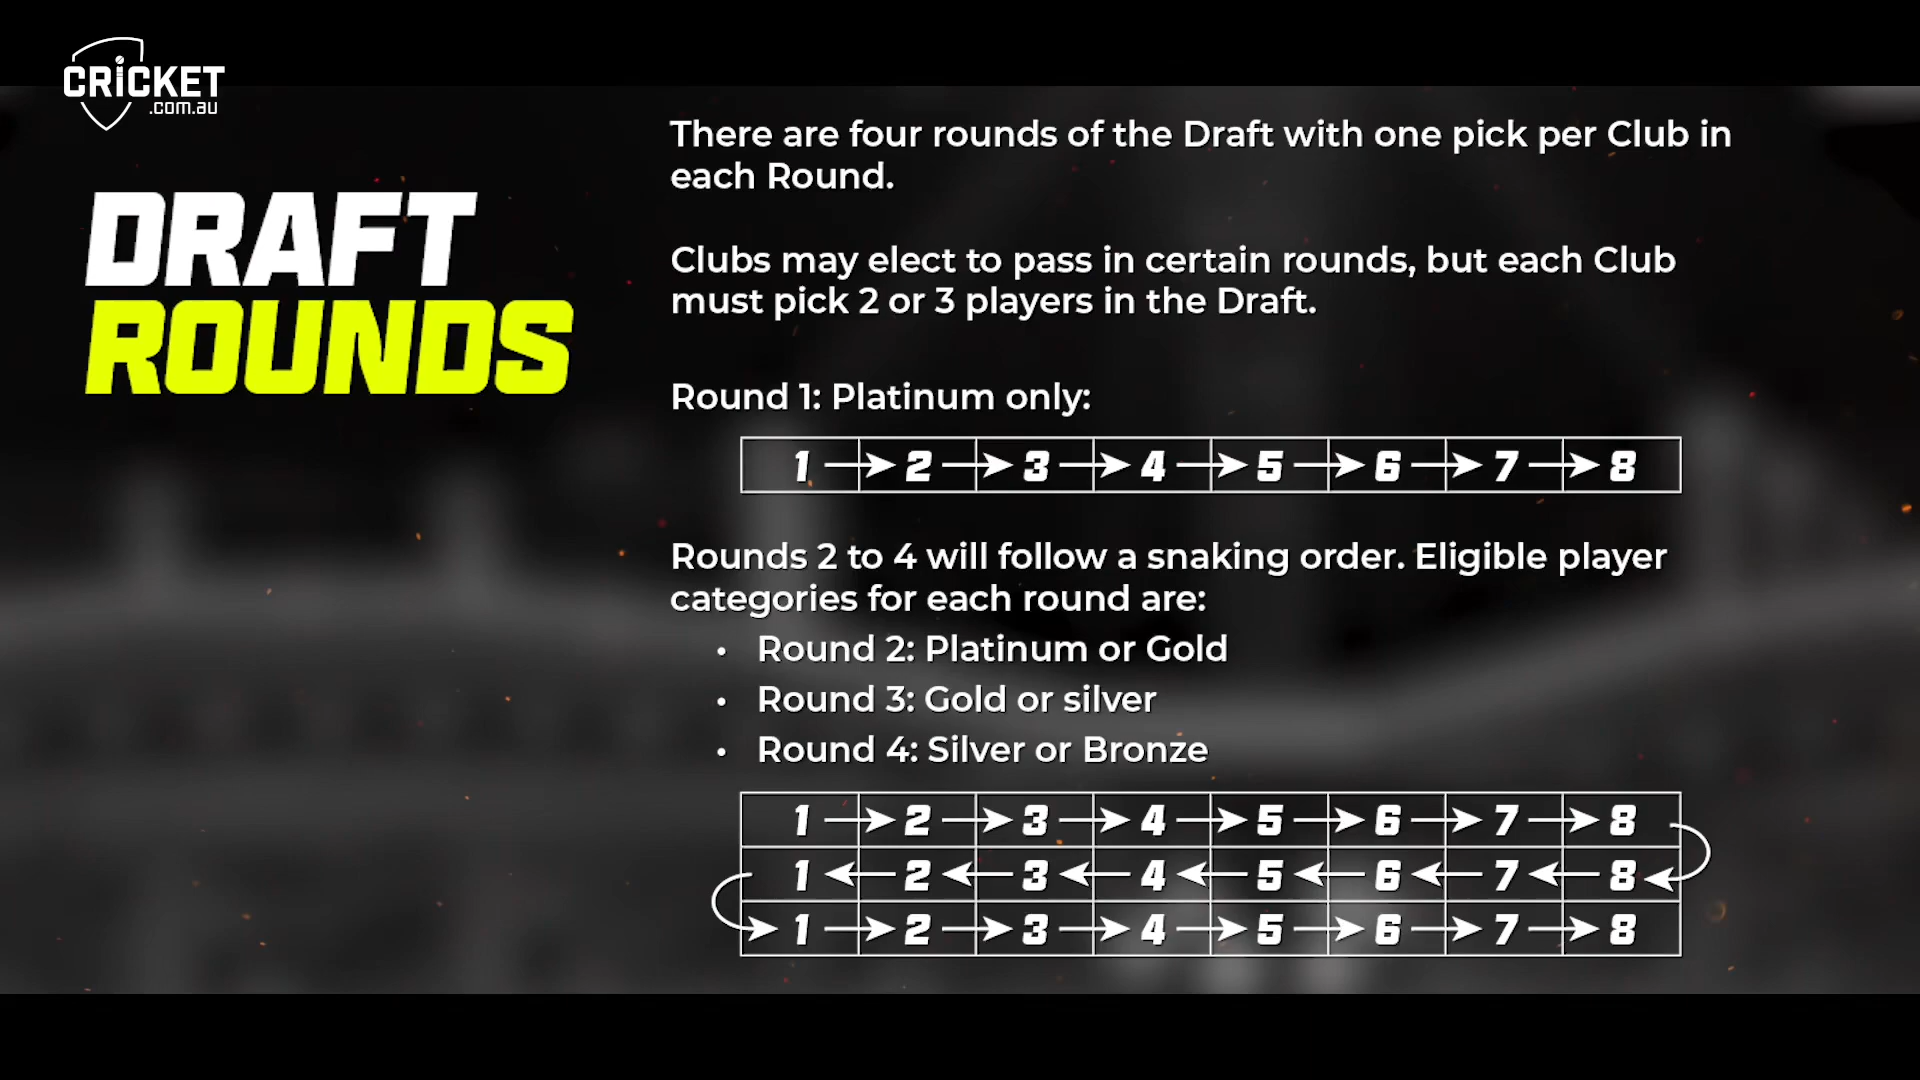 CRICKET
.com.au
DRAFT
ROUNDS
There are four rounds of the Draft with one pick per Club in
each Round.
Clubs may elect to pass in certain rounds, but each Club
must pick 2 or 3 players in the Draft.
Round 1: Platinum only:
1 → 2 → 3 → 4 → 5 → 6 → 7 → 8
Rounds 2 to 4 will follow a snaking order. Eligible player
categories for each round are:
• Round 2: Platinum or Gold
• Round 3: Gold or silver
• Round 4: Silver or Bronze
1 → 2 → 3 → 4 → 5 → 6 → 7 → 8
1 ← 2 ← 3 ← 4 ← 5 ← 6 ← 7 ← 8
1 → 2 → 3 → 4 → 5 → 6 → 7 → 8